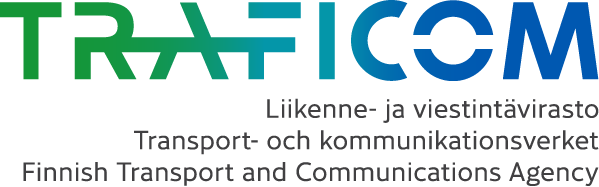 TRAFICOM
Liikenne- ja viestintävirasto
Transport- och kommunikationsverket
Finnish Transport and Communications Agency